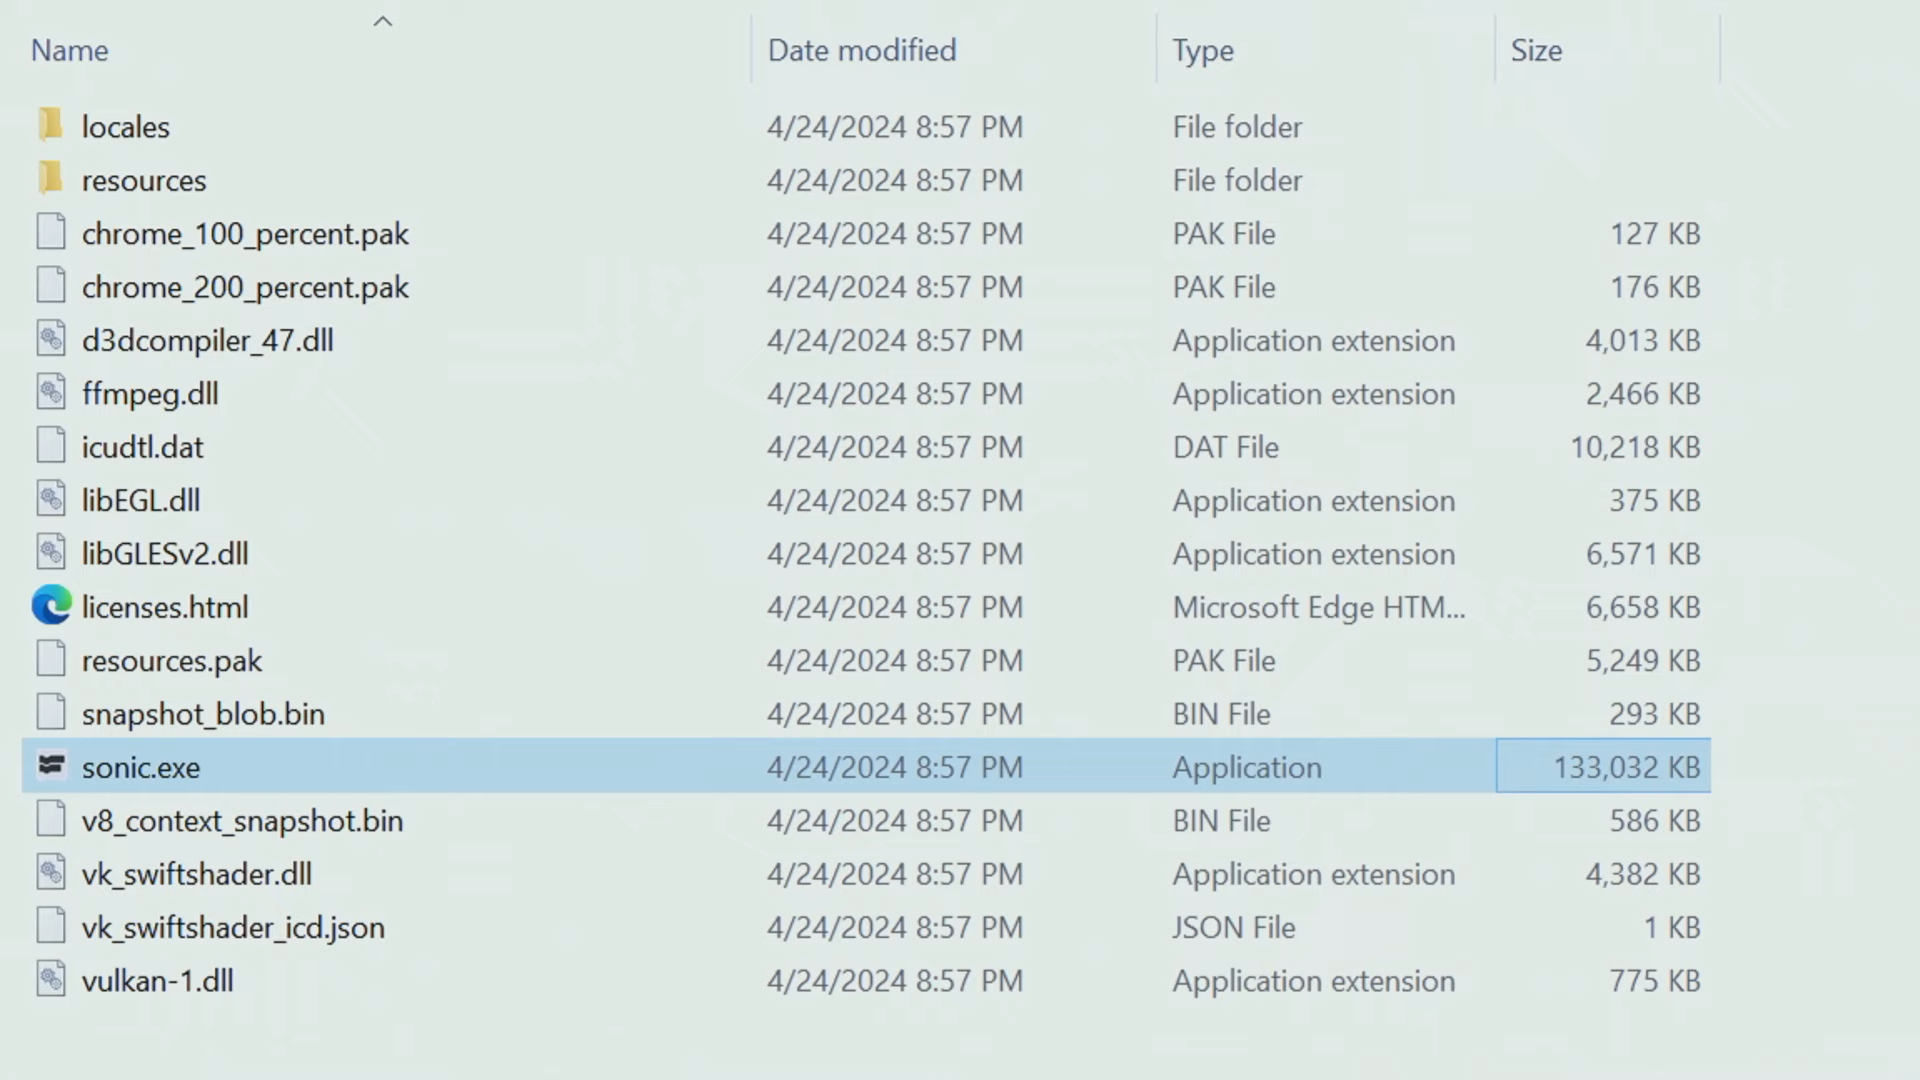 Name Date modified Type Size
locales 4/24/2024 8:57 PM File folder
resources 4/24/2024 8:57 PM File folder
chrome_100_percent.pak 4/24/2024 8:57 PM PAK File 127 KB
chrome_200_percent.pak 4/24/2024 8:57 PM PAK File 176 KB
d3dcompiler_47.dll 4/24/2024 8:57 PM Application extension 4,013 KB
ffmpeg.dll 4/24/2024 8:57 PM Application extension 2,466 KB
icudtl.dat 4/24/2024 8:57 PM DAT File 10,218 KB
libEGL.dll 4/24/2024 8:57 PM Application extension 375 KB
libGLESv2.dll 4/24/2024 8:57 PM Application extension 6,571 KB
licenses.html 4/24/2024 8:57 PM Microsoft Edge HTM... 6,658 KB
resources.pak 4/24/2024 8:57 PM PAK File 5,249 KB
snapshot_blob.bin 4/24/2024 8:57 PM BIN File 293 KB
sonic.exe 4/24/2024 8:57 PM Application 133,032 KB
v8_context_snapshot.bin 4/24/2024 8:57 PM BIN File 586 KB
vk_swiftshader.dll 4/24/2024 8:57 PM Application extension 4,382 KB
vk_swiftshader_icd.json 4/24/2024 8:57 PM JSON File 1 KB
vulkan-1.dll 4/24/2024 8:57 PM Application extension 775 KB